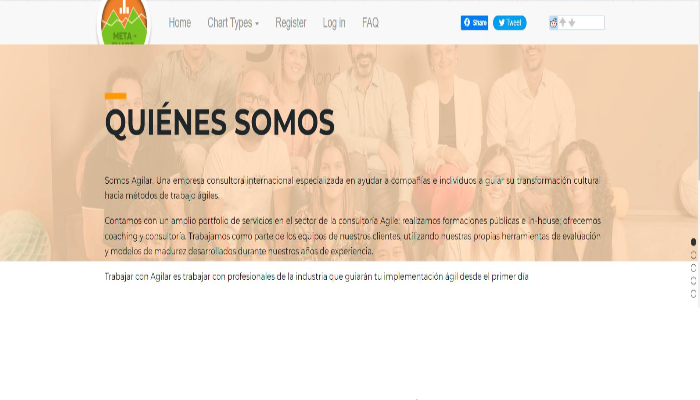 META -
Home Chart Types Register Log in FAQ Share Tweet
QUIÉNES SOMOS
Somos Agilar. Una empresa consultora internacional especializada en ayudar a compañías e individuos a guiar su transformación cultural
hacia métodos de trabajo ágiles.
Contamos con un amplio portfolio de servicios en el sector de la consultoría Agile: realizamos formaciones públicas e in-house; ofrecemos
coaching y consultoría. Trabajamos como parte de los equipos de nuestros clientes, utilizando nuestras propias herramientas de evaluación
y modelos de madurez desarrollados durante nuestros años de experiencia.
Trabajar con Agilar es trabajar con profesionales de la industria que guiarán tu implementación ágil desde el primer día